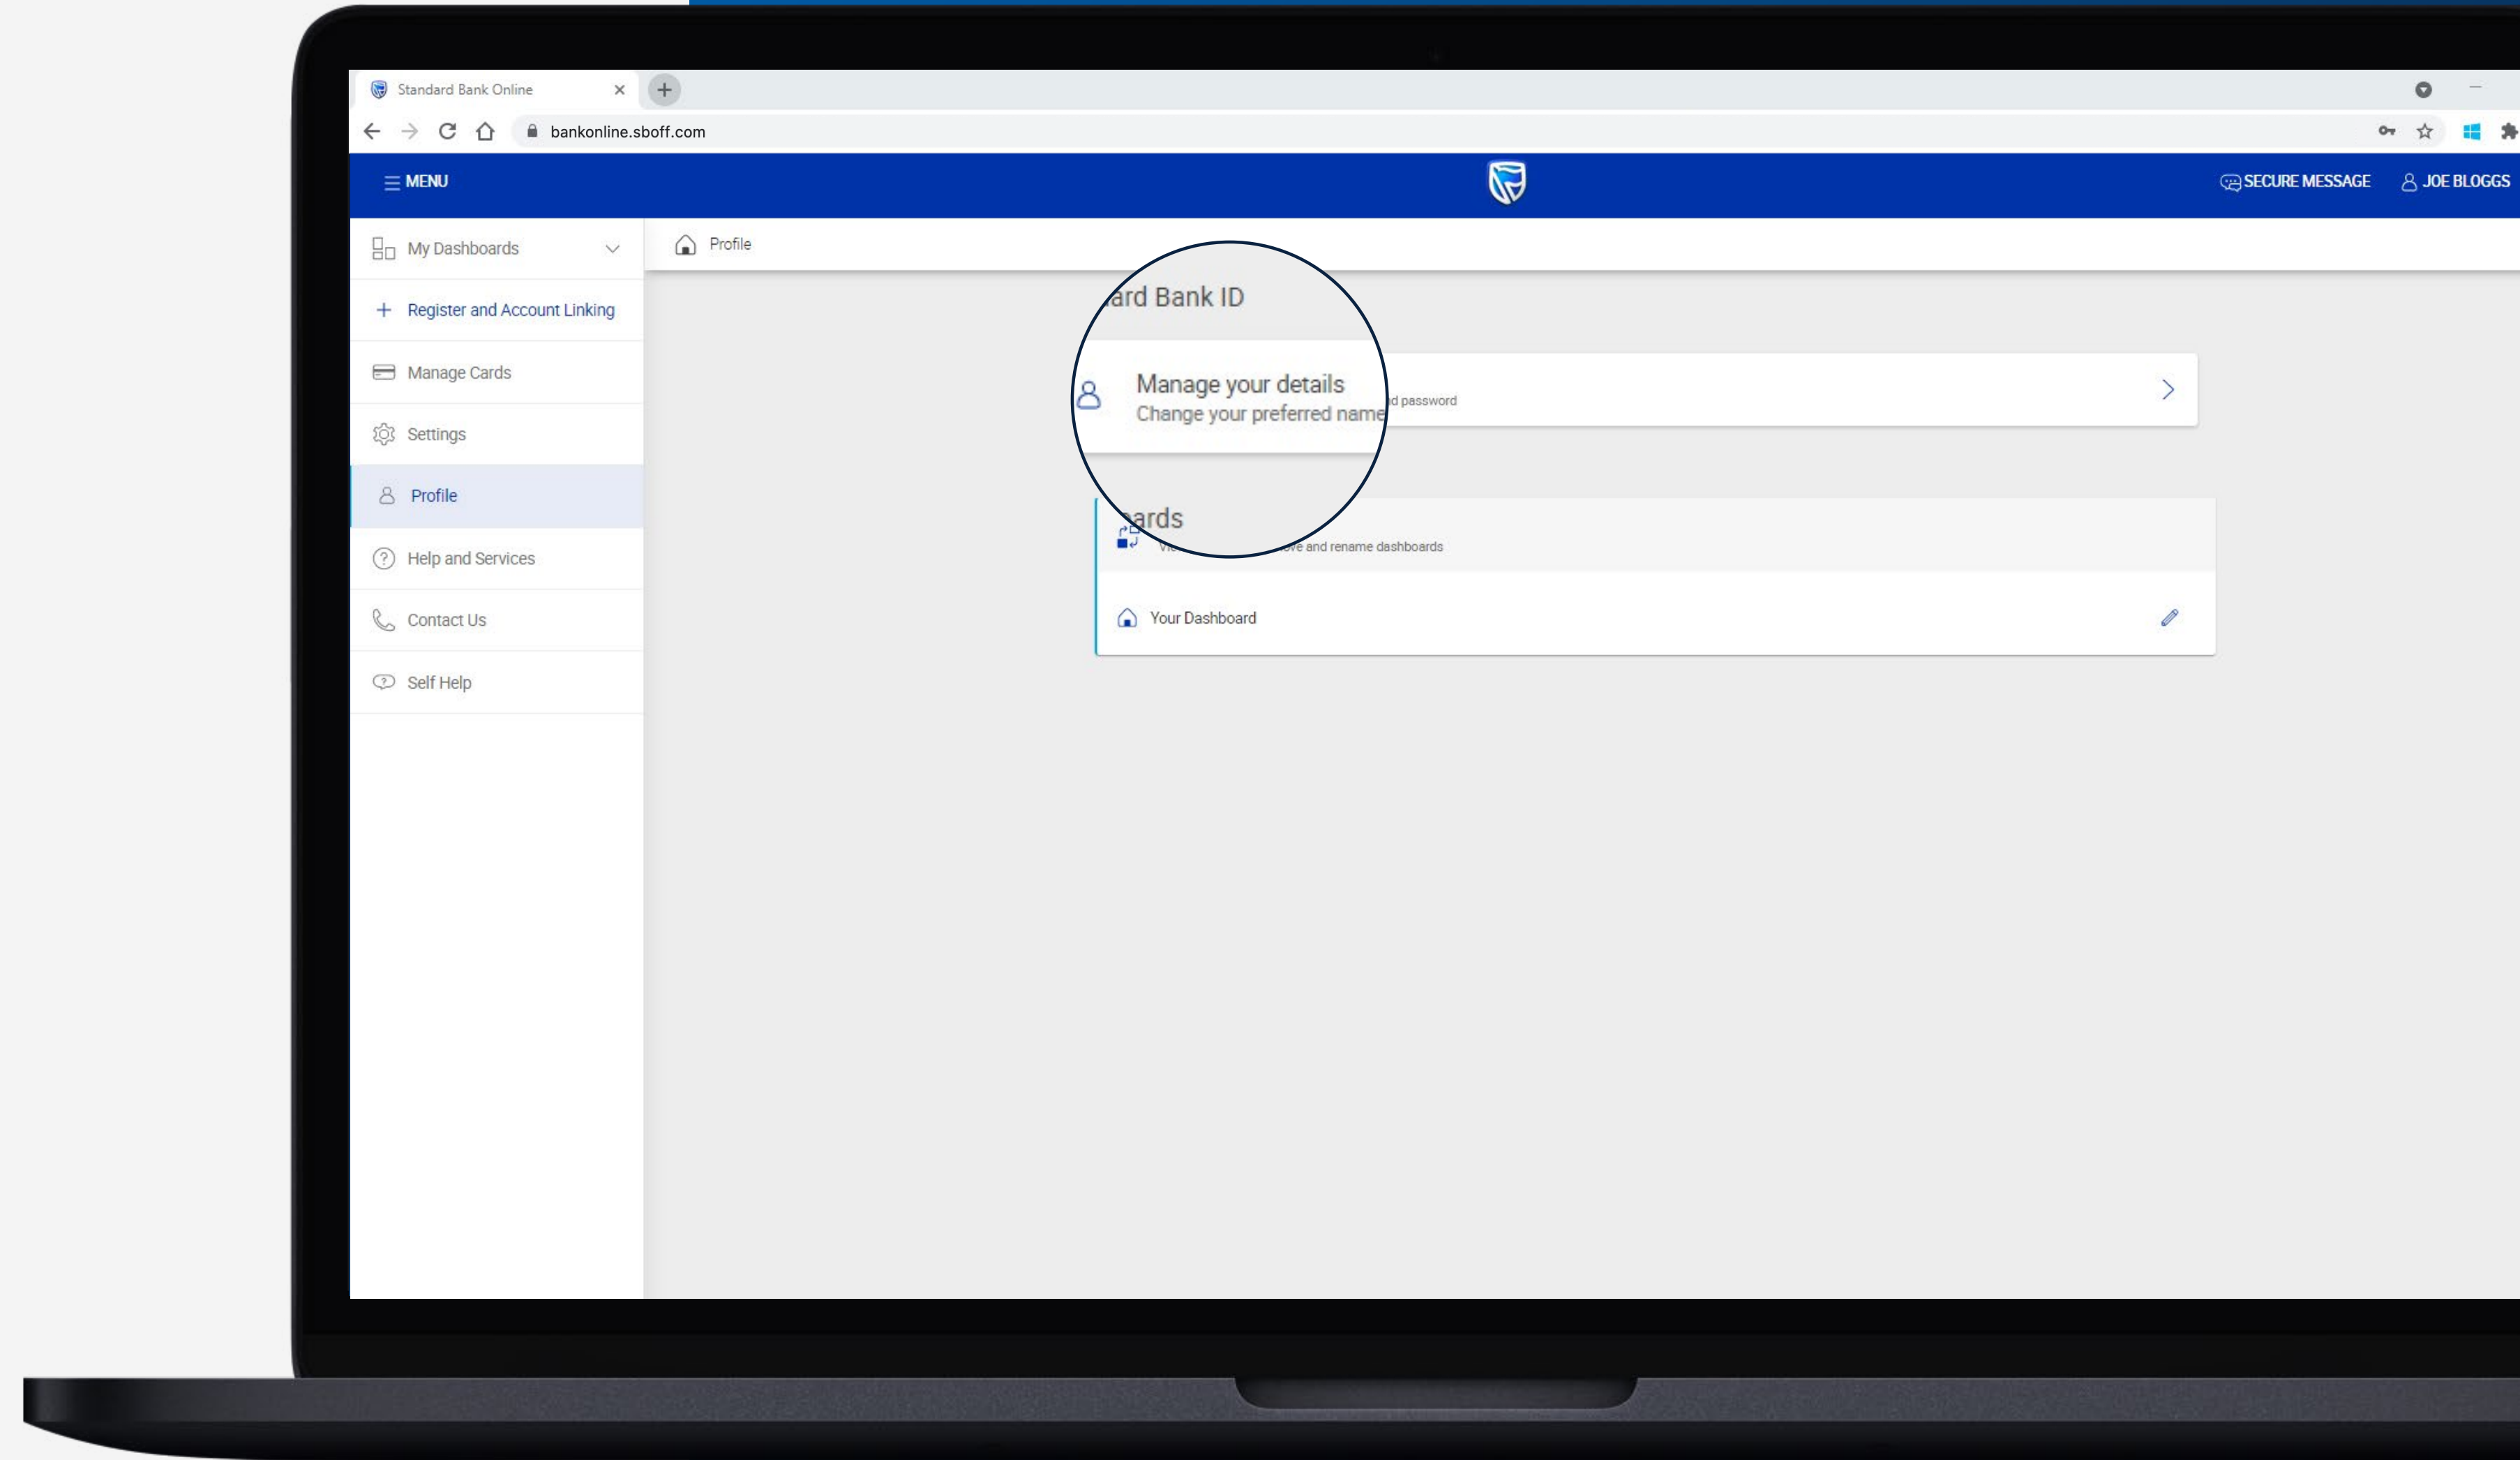 Standard Bank Online
bankonline.sboff.com
MENU
SECURE MESSAGE
JOE BLOGGS
My Dashboards
Register and Account Linking
Manage Cards
Settings
Profile
Help and Services
Contact Us
Self Help
Profile
ard Bank ID
Manage your details
Change your preferred name
d password
ards
ve and rename dashboards
Your Dashboard